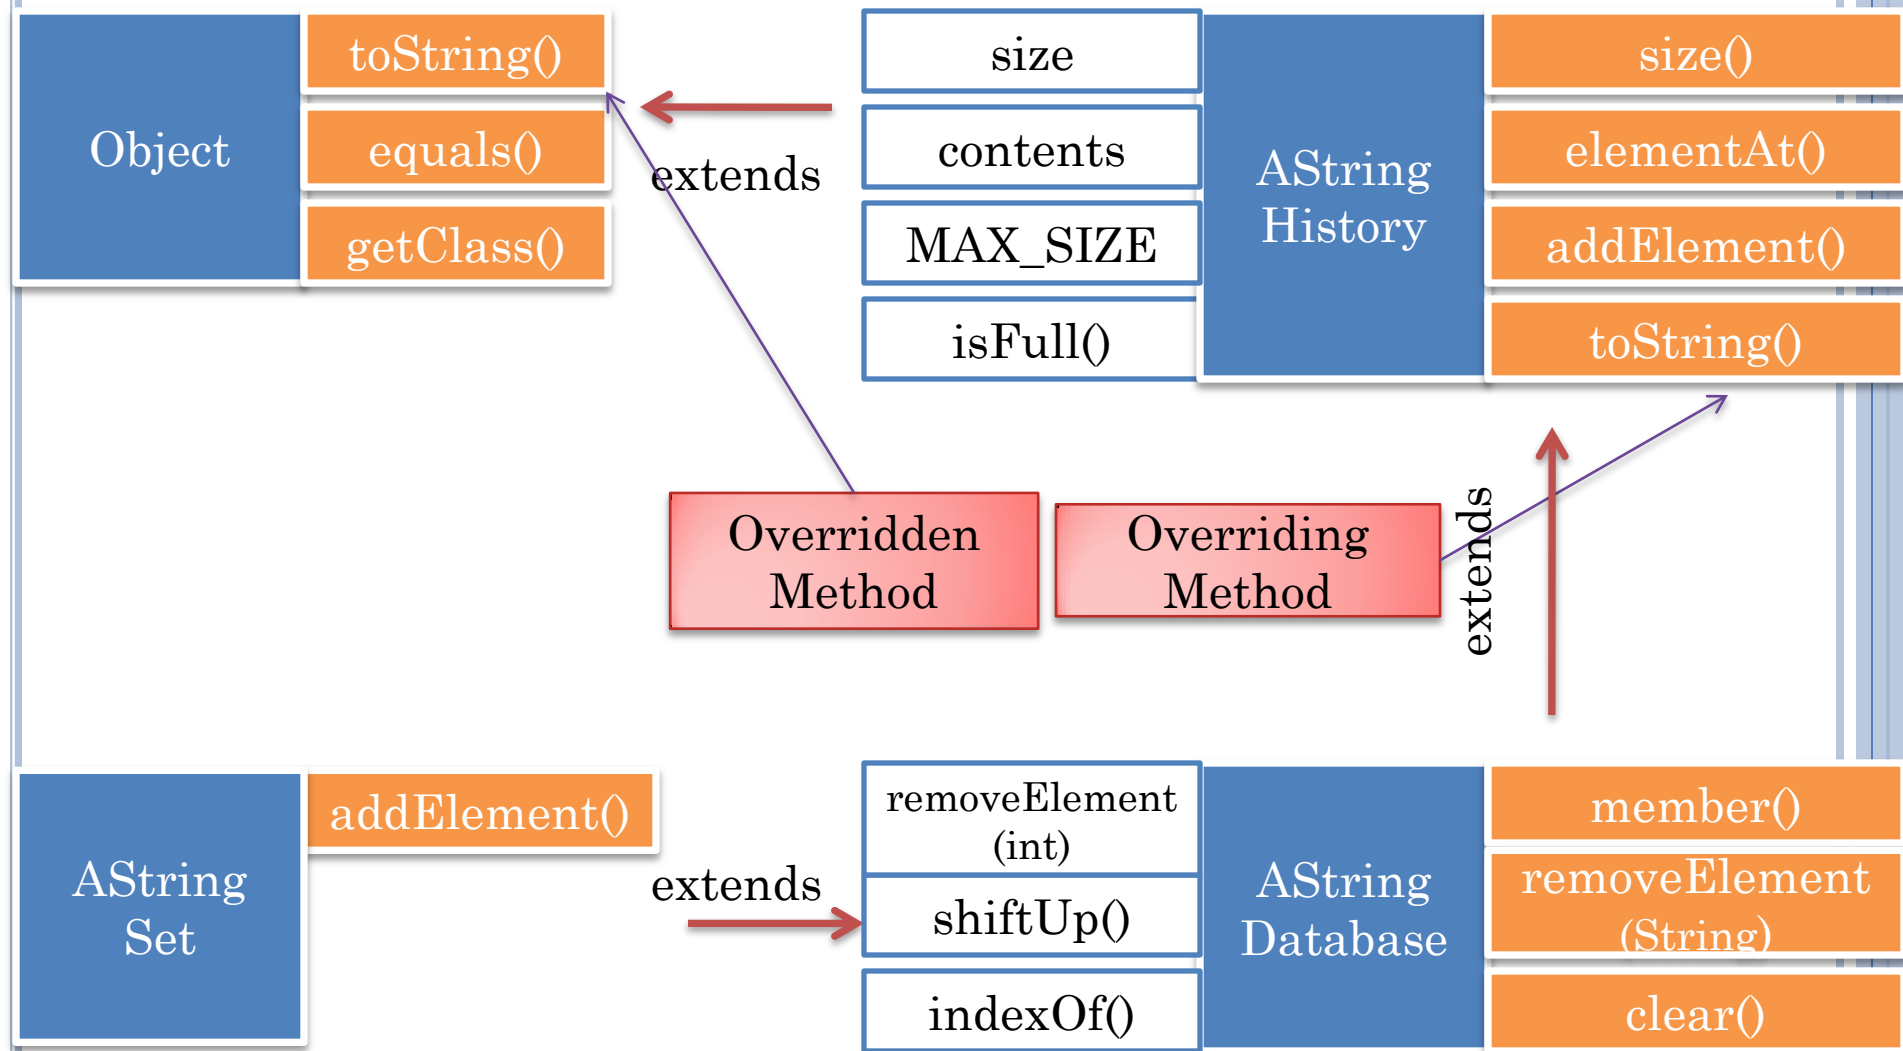 Object
toString()
equals()
getClass()
extends
size
contents
MAX_SIZE
isFull()
AString
History
size()
elementAt()
addElement()
toString()
Overridden
Method
Overriding
Method
extends
AString
Set
addElement()
extends
removeElement
(int)
shiftUp()
indexOf()
AString
Database
member()
removeElement
(String)
clear()